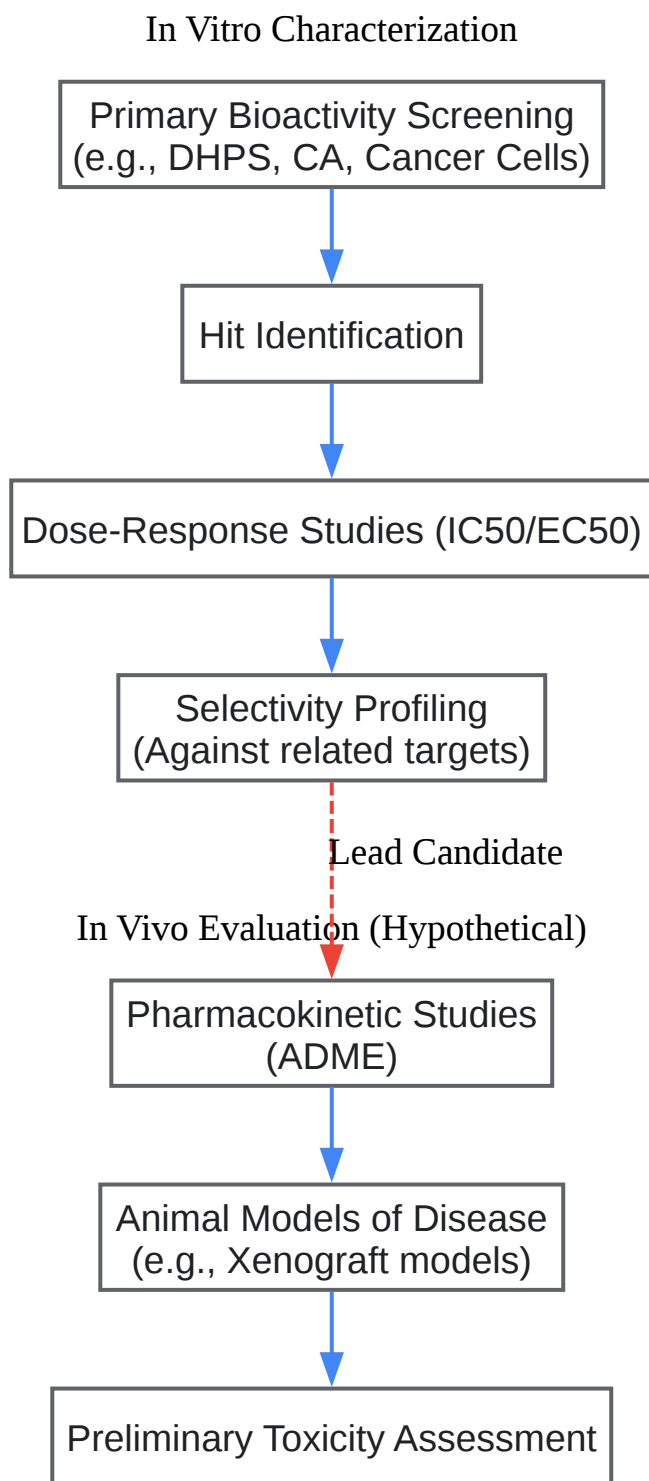 In Vitro Characterization
Primary Bioactivity Screening
(e.g., DHPS, CA, Cancer Cells)
Hit Identification
Dose-Response Studies (IC50/EC50)
Selectivity Profiling
(Against related targets)
Lead Candidate
In Vivo Evaluation (Hypothetical)
Pharmacokinetic Studies
(ADME)
Animal Models of Disease
(e.g., Xenograft models)
Preliminary Toxicity Assessment